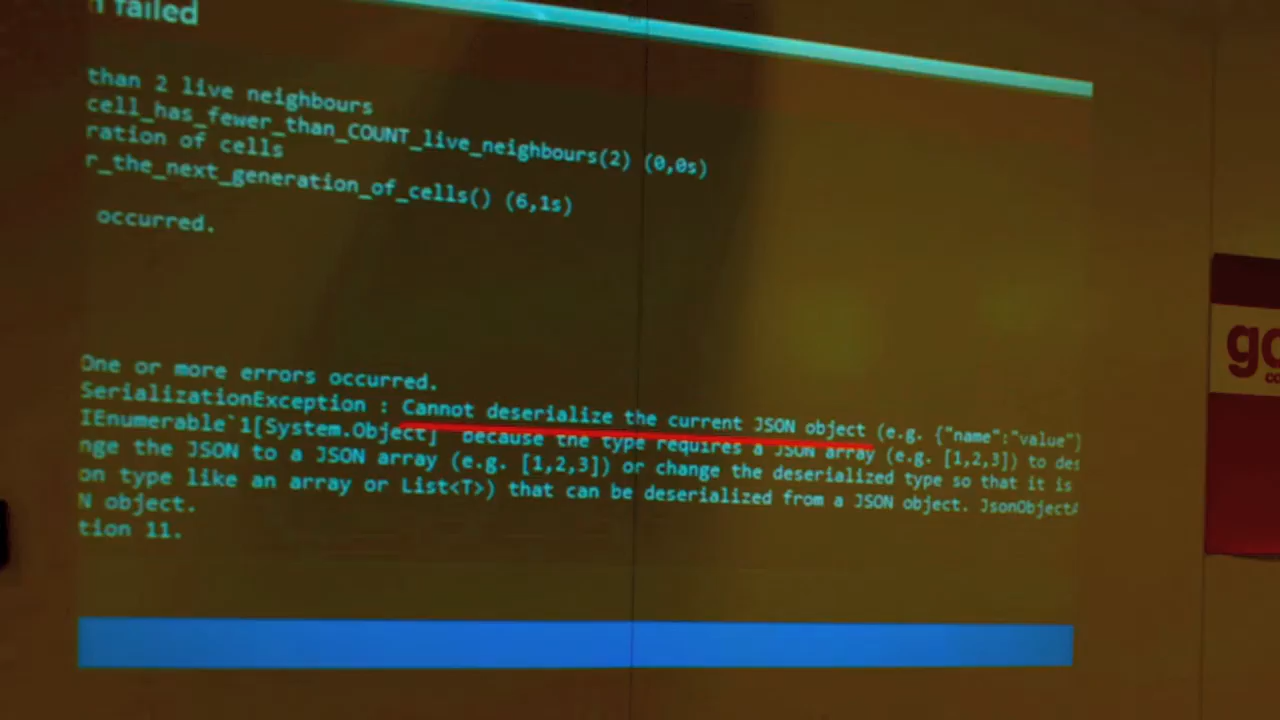 failed
than 2 live neighbours
cell_has_fewer_than_COUNT_live_neighbours(2) (0,0s)
ration of cells
r_the_next_generation_of_cells() (6,1s)
occurred.
One or more errors occurred.
SerializationException : Cannot deserialize the current JSON object (e.g. {"name":"value"}
IEnumerable`1[System.Object] because the type requires a JSON array (e.g. [1,2,3]) to des
nge the JSON to a JSON array (e.g. [1,2,3]) or change the deserialized type so that it is
on type like an array or List<T>) that can be deserialized from a JSON object. JsonObjectA
N object.
tion 11.
go
co